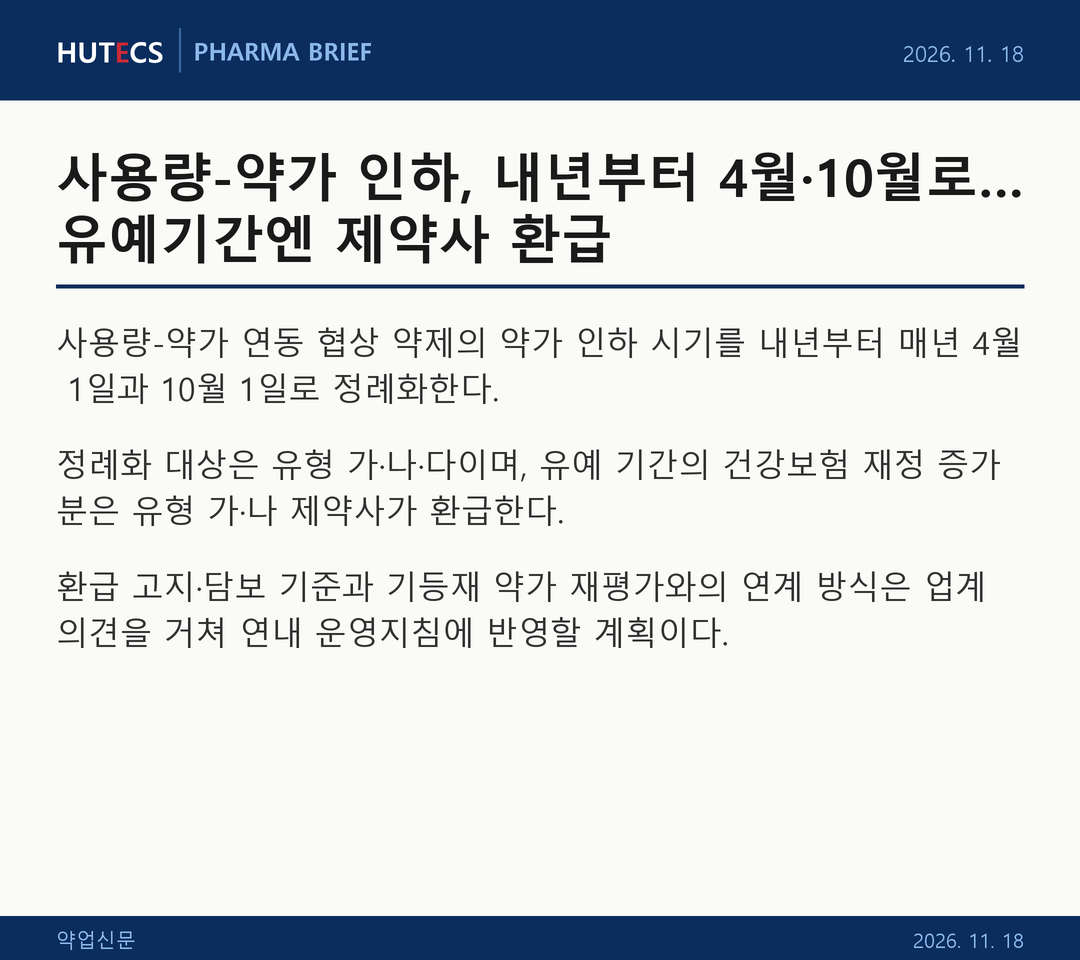 HUTECS PHARMA BRIEF 2026. 11. 18
사용량-약가 인하, 내년부터 4월·10월로...
유예기간엔 제약사 환급
사용량-약가 연동 협상 약제의 약가 인하 시기를 내년부터 매년 4월
1일과 10월 1일로 정례화한다.
정례화 대상은 유형 가·나·다이며, 유예 기간의 건강보험 재정 증가
분은 유형 가·나 제약사가 환급한다.
환급 고지·담보 기준과 기등재 약가 재평가와의 연계 방식은 업계
의견을 거쳐 연내 운영지침에 반영할 계획이다.
약업신문 2026. 11. 18